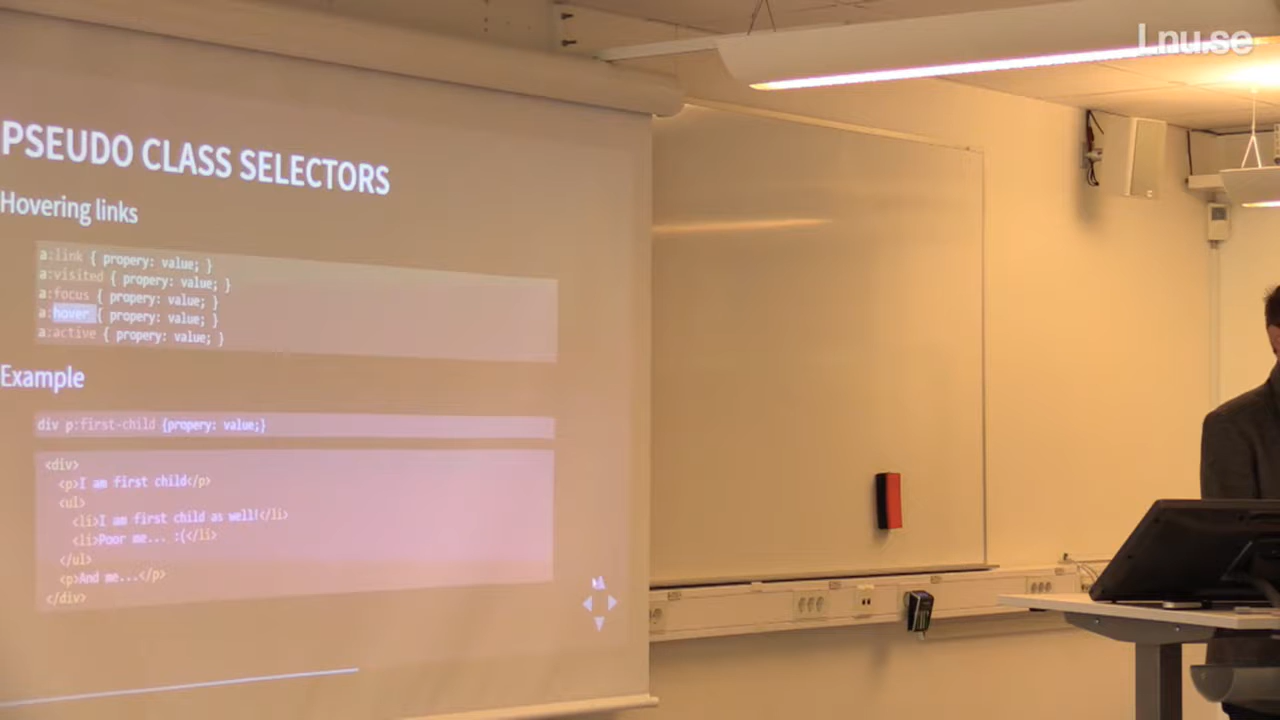 Lnu.se
PSEUDO CLASS SELECTORS
Hovering links
a:link { propery: value; }
a:visited { propery: value; }
a:focus { propery: value; }
a:hover { propery: value; }
a:active { propery: value; }
Example
div p:first-child {propery: value;}
<div>
<p>I am first child</p>
<ul>
<li>I am first child as well!</li>
<li>Poor me... :(</li>
</ul>
<p>And me...</p>
</div>